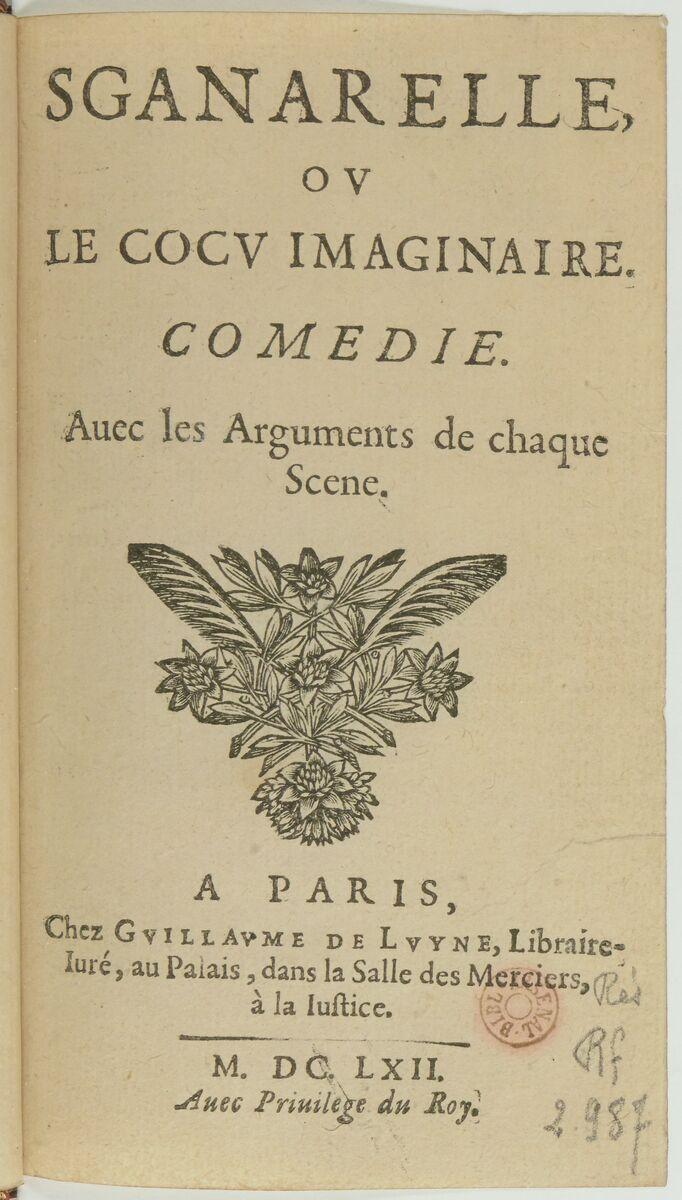 SGANARELLE,
OV
LE COCV IMAGINAIRE.
COMEDIE.
Auec les Arguments de chaque
Scene.
A PARIS,
Chez GVILLAVME DE LVYNE, Libraire-
Iuré, au Palais, dans la Salle des Merciers,
à la Iuſtice.
M. DC. LXII.
Auec Priuilege du Roy.
Rés
Rf
2.987